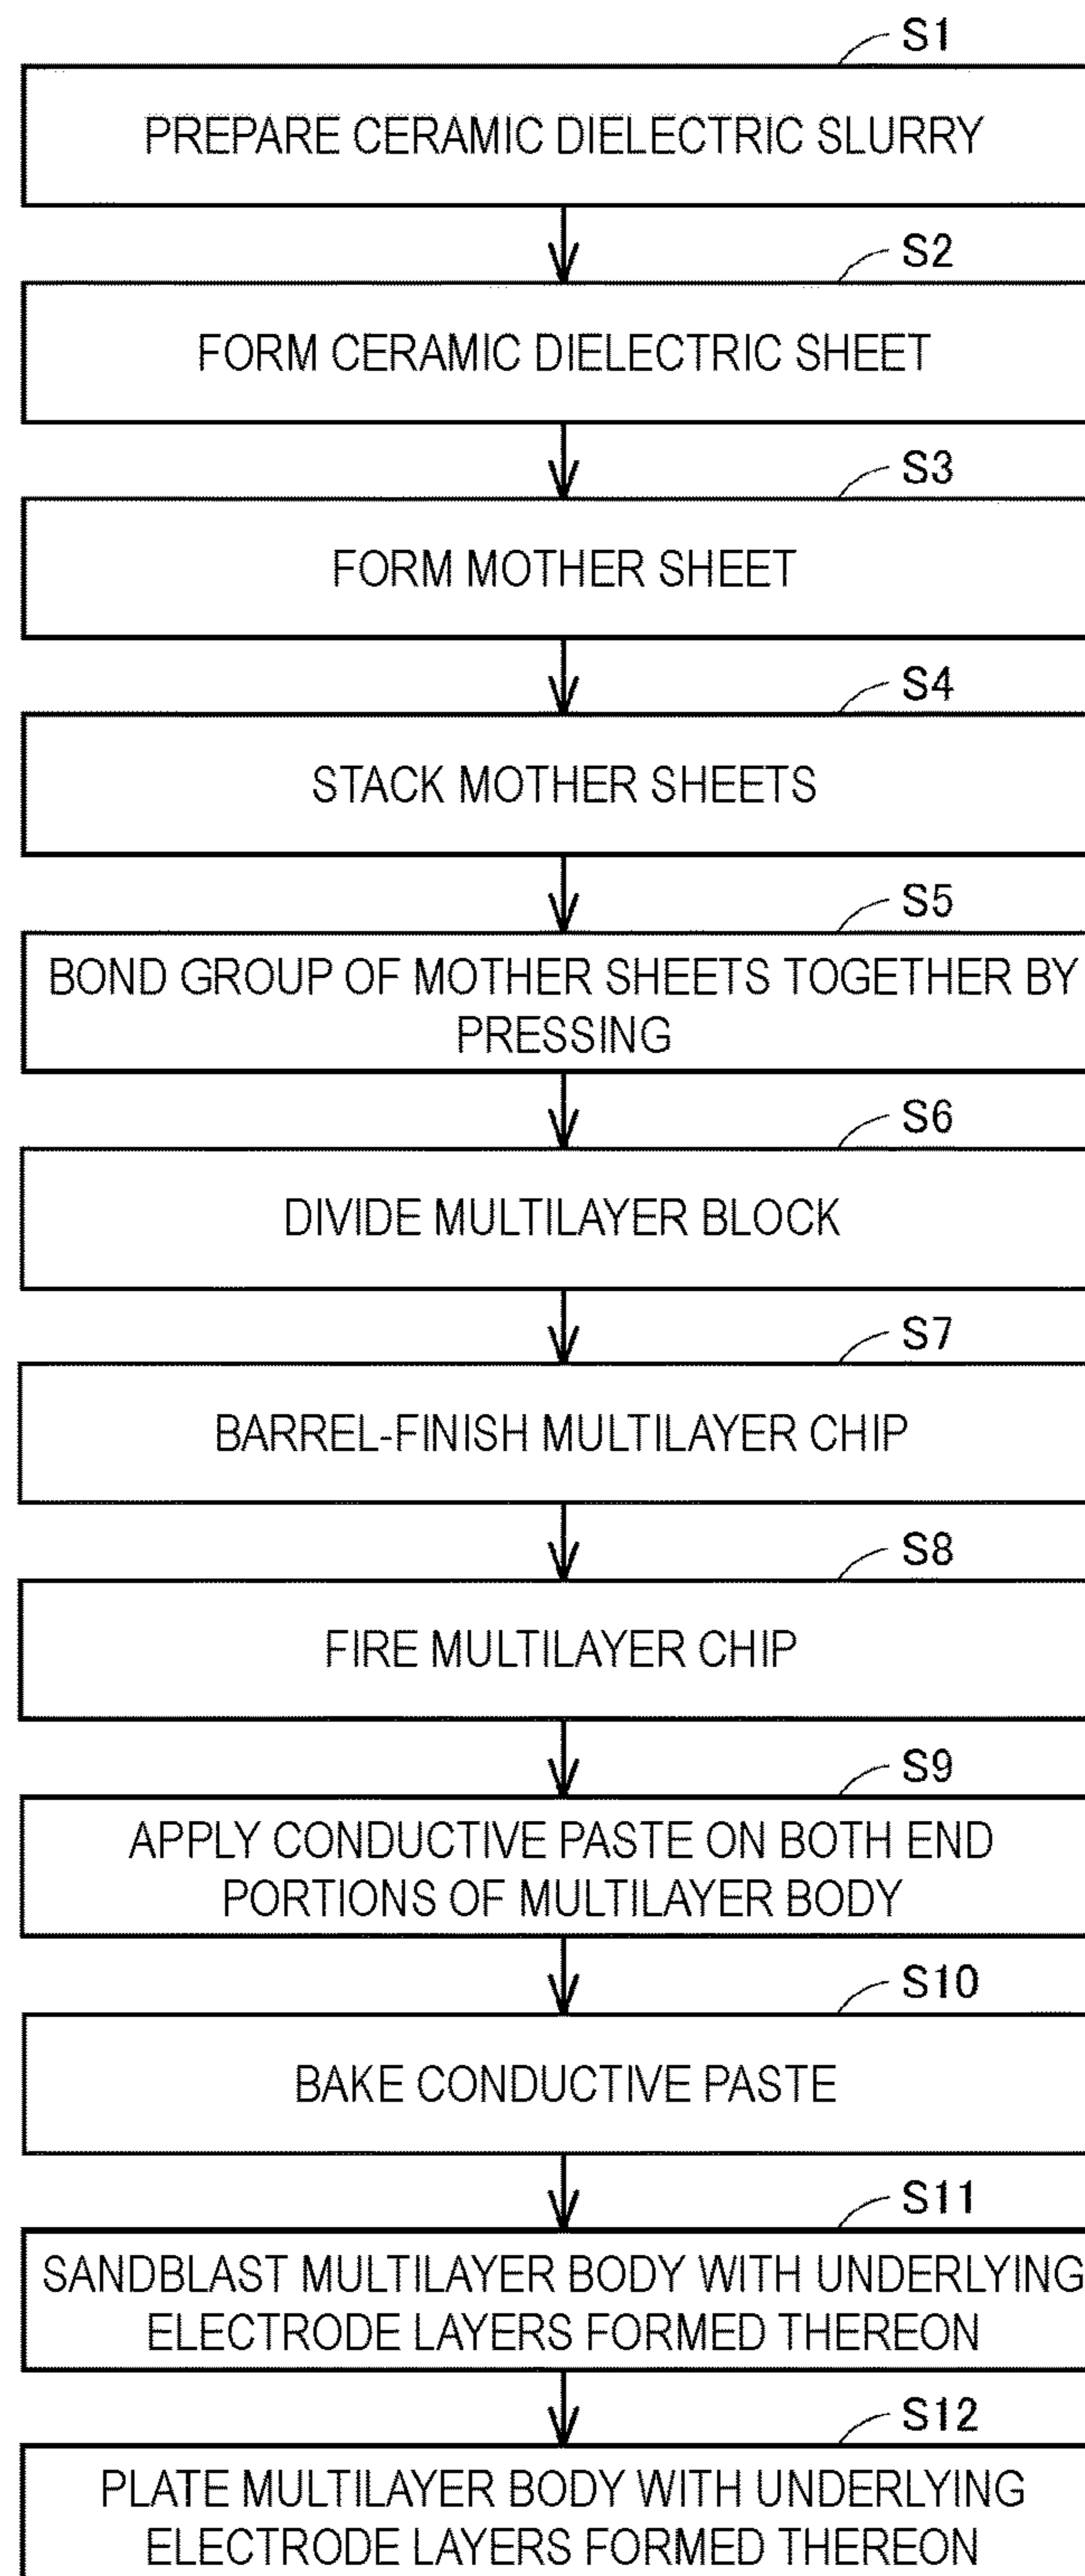 S1
PREPARE CERAMIC DIELECTRIC SLURRY
S2
FORM CERAMIC DIELECTRIC SHEET
S3
FORM MOTHER SHEET
S4
STACK MOTHER SHEETS
S5
BOND GROUP OF MOTHER SHEETS TOGETHER BY
PRESSING
S6
DIVIDE MULTILAYER BLOCK
S7
BARREL-FINISH MULTILAYER CHIP
S8
FIRE MULTILAYER CHIP
S9
APPLY CONDUCTIVE PASTE ON BOTH END
PORTIONS OF MULTILAYER BODY
S10
BAKE CONDUCTIVE PASTE
S11
SANDBLAST MULTILAYER BODY WITH UNDERLYING
ELECTRODE LAYERS FORMED THEREON
S12
PLATE MULTILAYER BODY WITH UNDERLYING
ELECTRODE LAYERS FORMED THEREON